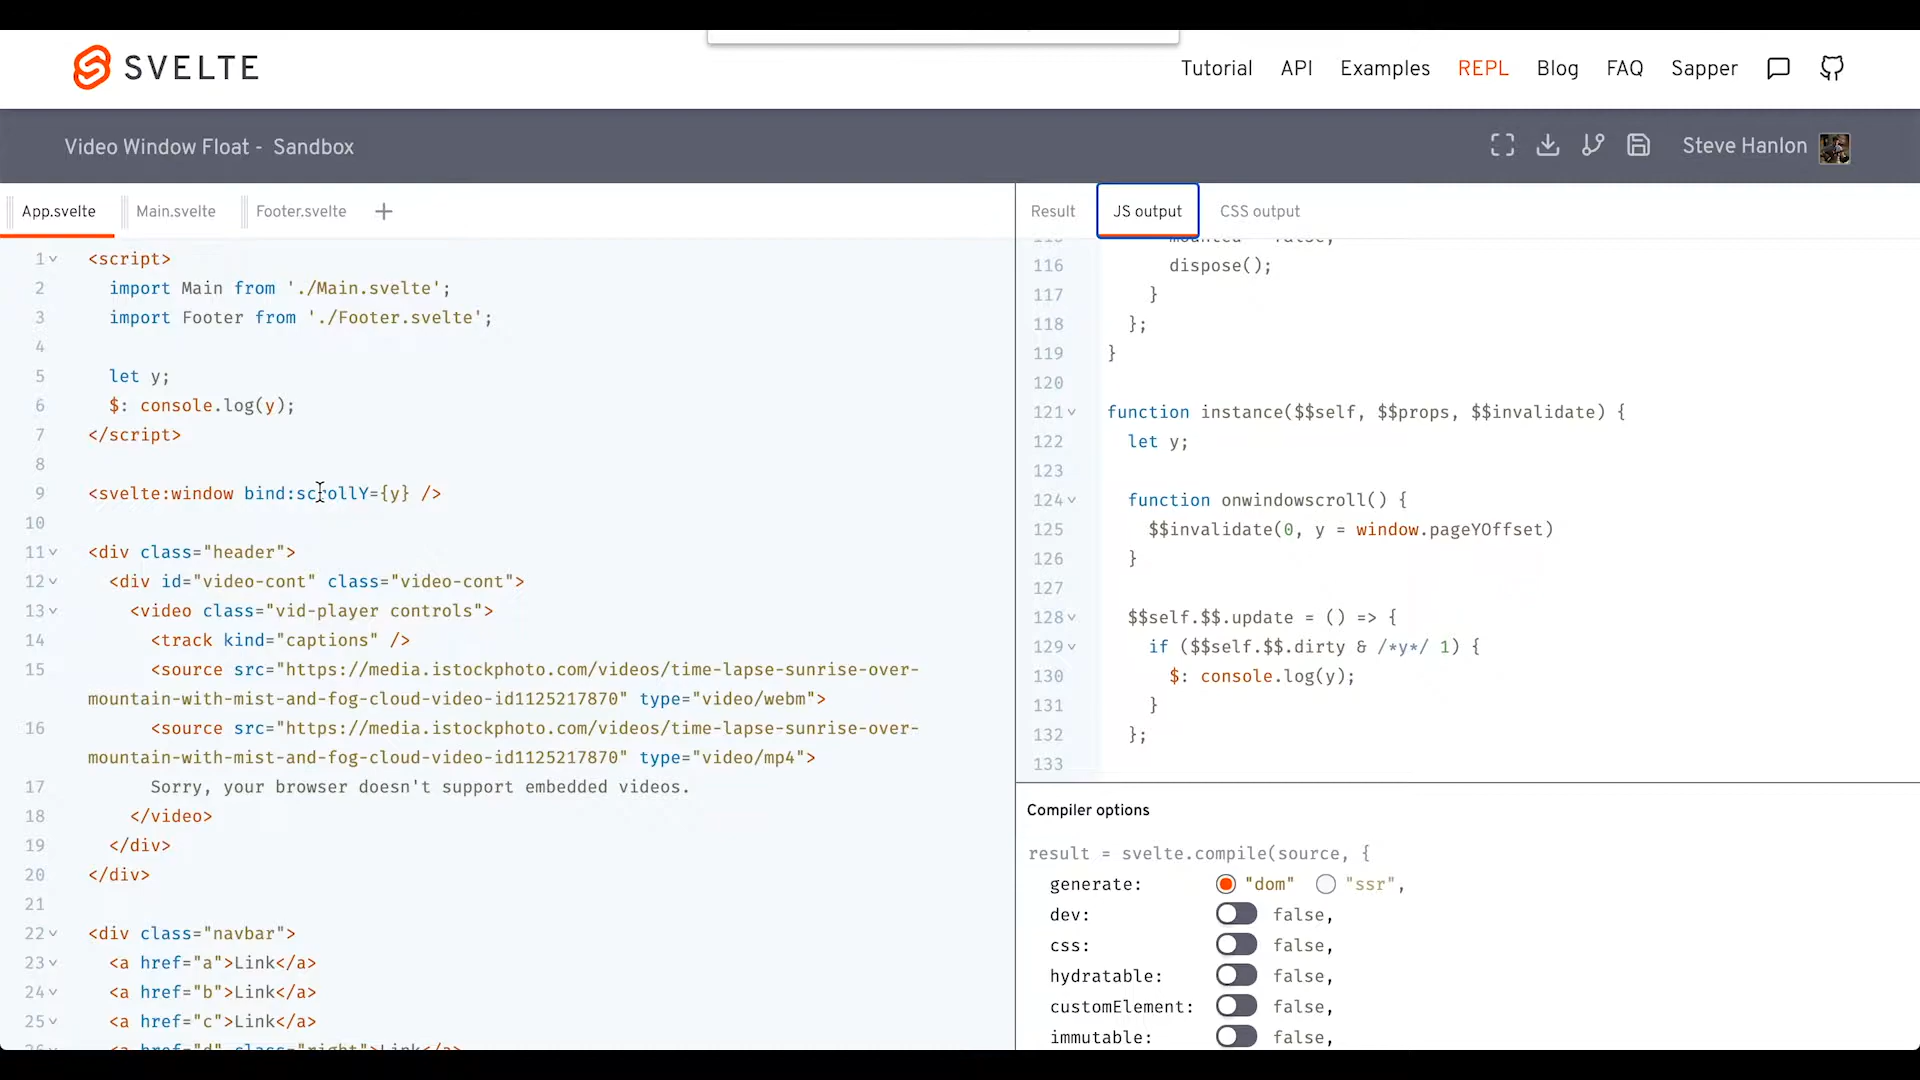 SVELTE
Tutorial API Examples REPL Blog FAQ Sapper
Video Window Float - Sandbox
Steve Hanlon
App.svelte Main.svelte Footer.svelte +
1 <script>
2 import Main from './Main.svelte';
3 import Footer from './Footer.svelte';
4
5 let y;
6 $: console.log(y);
7 </script>
8
9 <svelte:window bind:scrollY={y} />
10
11 <div class="header">
12 <div id="video-cont" class="video-cont">
13 <video class="vid-player controls">
14 <track kind="captions" />
15 <source src="https://media.istockphoto.com/videos/time-lapse-sunrise-over-
mountain-with-mist-and-fog-cloud-video-id1125217870" type="video/webm">
16 <source src="https://media.istockphoto.com/videos/time-lapse-sunrise-over-
mountain-with-mist-and-fog-cloud-video-id1125217870" type="video/mp4">
17 Sorry, your browser doesn't support embedded videos.
18 </video>
19 </div>
20 </div>
21
22 <div class="navbar">
23 <a href="a">Link</a>
24 <a href="b">Link</a>
25 <a href="c">Link</a>
26 <a href="d" class="right">Link</a>
Result JS output CSS output
115 mounted = false;
116 dispose();
117 }
118 };
119 }
120
121 function instance($$self, $$props, $$invalidate) {
122 let y;
123
124 function onwindowscroll() {
125 $$invalidate(0, y = window.pageYOffset)
126 }
127
128 $$self.$$.update = () => {
129 if ($$self.$$.dirty & /*y*/ 1) {
130 $: console.log(y);
131 }
132 };
133
Compiler options
result = svelte.compile(source, {
generate: "dom" "ssr",
dev: false,
css: false,
hydratable: false,
customElement: false,
immutable: false,